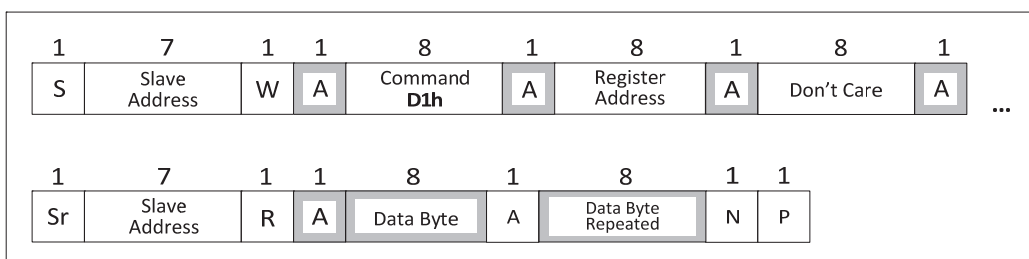 1 7 1 1 8 1 8 1 8 1
S Slave Address W A Command D1h A Register Address A Don't Care A ...
1 7 1 1 8 1 8 1 1
Sr Slave Address R A Data Byte A Data Byte Repeated N P